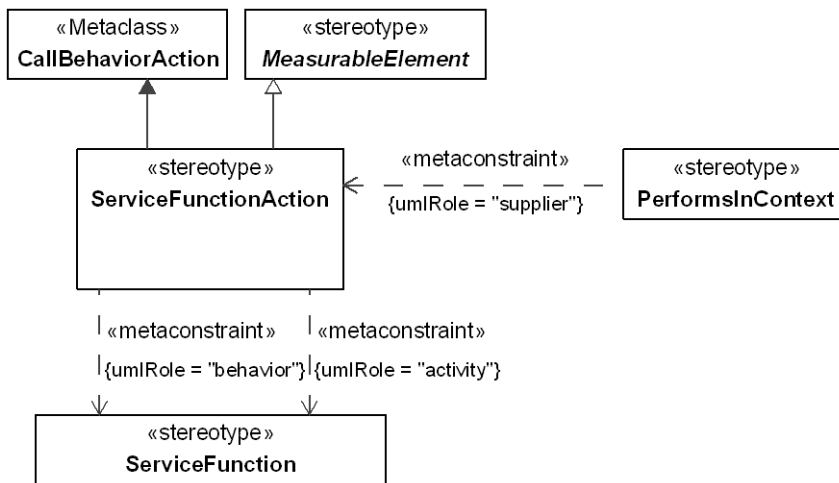 «Metaclass»
CallBehaviorAction
«stereotype»
MeasurableElement
«stereotype»
ServiceFunctionAction
«metaconstraint»
{umlRole = "supplier"}
«stereotype»
PerformsInContext
«metaconstraint»
{umlRole = "behavior"}
«metaconstraint»
{umlRole = "activity"}
«stereotype»
ServiceFunction